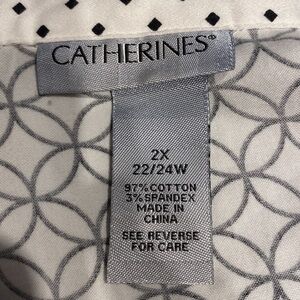 CATHERINES®
2X
22/24W
97% COTTON
3% SPANDEX
MADE IN
CHINA
SEE REVERSE
FOR CARE